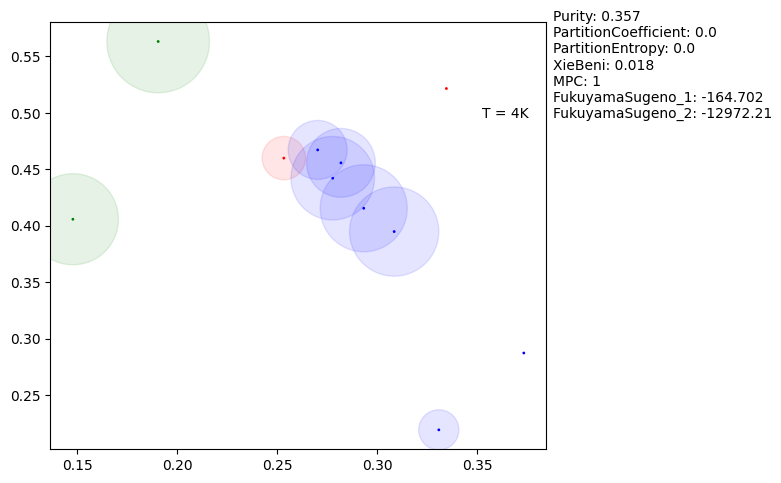 Purity: 0.357
PartitionCoefficient: 0.0
PartitionEntropy: 0.0
XieBeni: 0.018
MPC: 1
FukuyamaSugeno_1: -164.702
FukuyamaSugeno_2: -12972.21
T = 4K
0.55
0.50
0.45
0.40
0.35
0.30
0.25
0.15
0.20
0.25
0.30
0.35